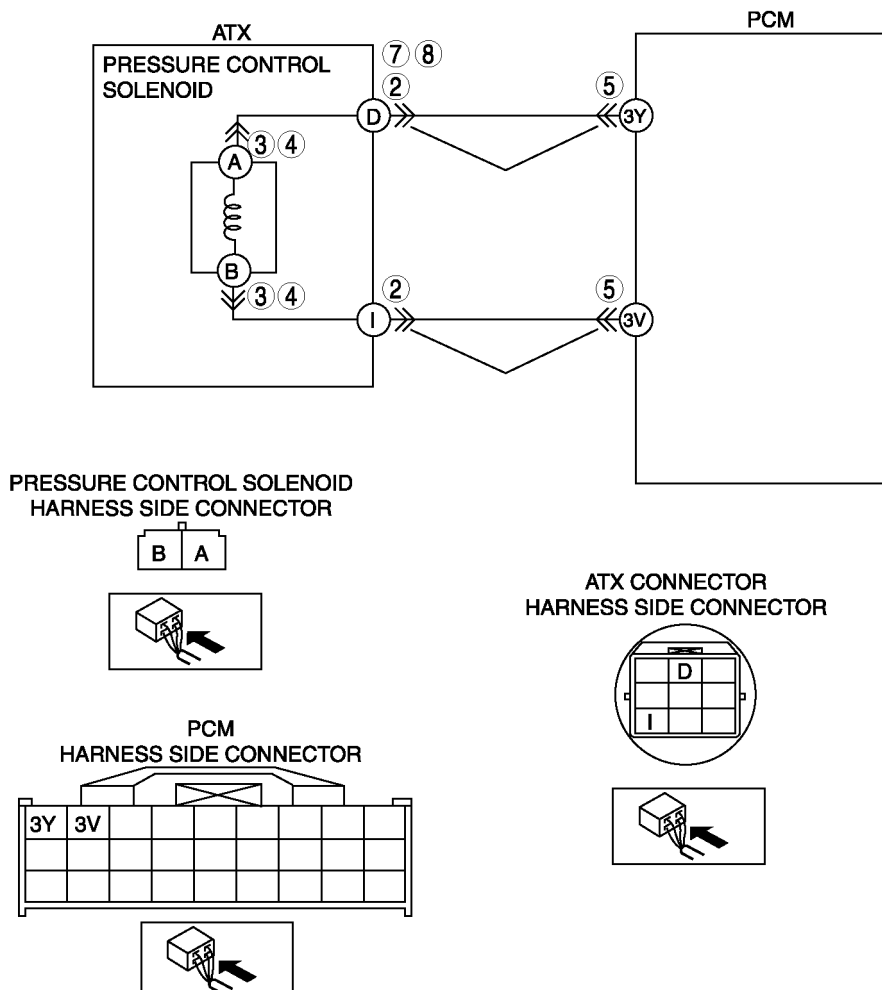 ATX
PCM
PRESSURE CONTROL
SOLENOID
⑦ ⑧
②
⑤
D
3Y
③ ④
A
B
③ ④
②
⑤
I
3V
PRESSURE CONTROL SOLENOID
HARNESS SIDE CONNECTOR
B A
ATX CONNECTOR
HARNESS SIDE CONNECTOR
D
I
PCM
HARNESS SIDE CONNECTOR
3Y 3V